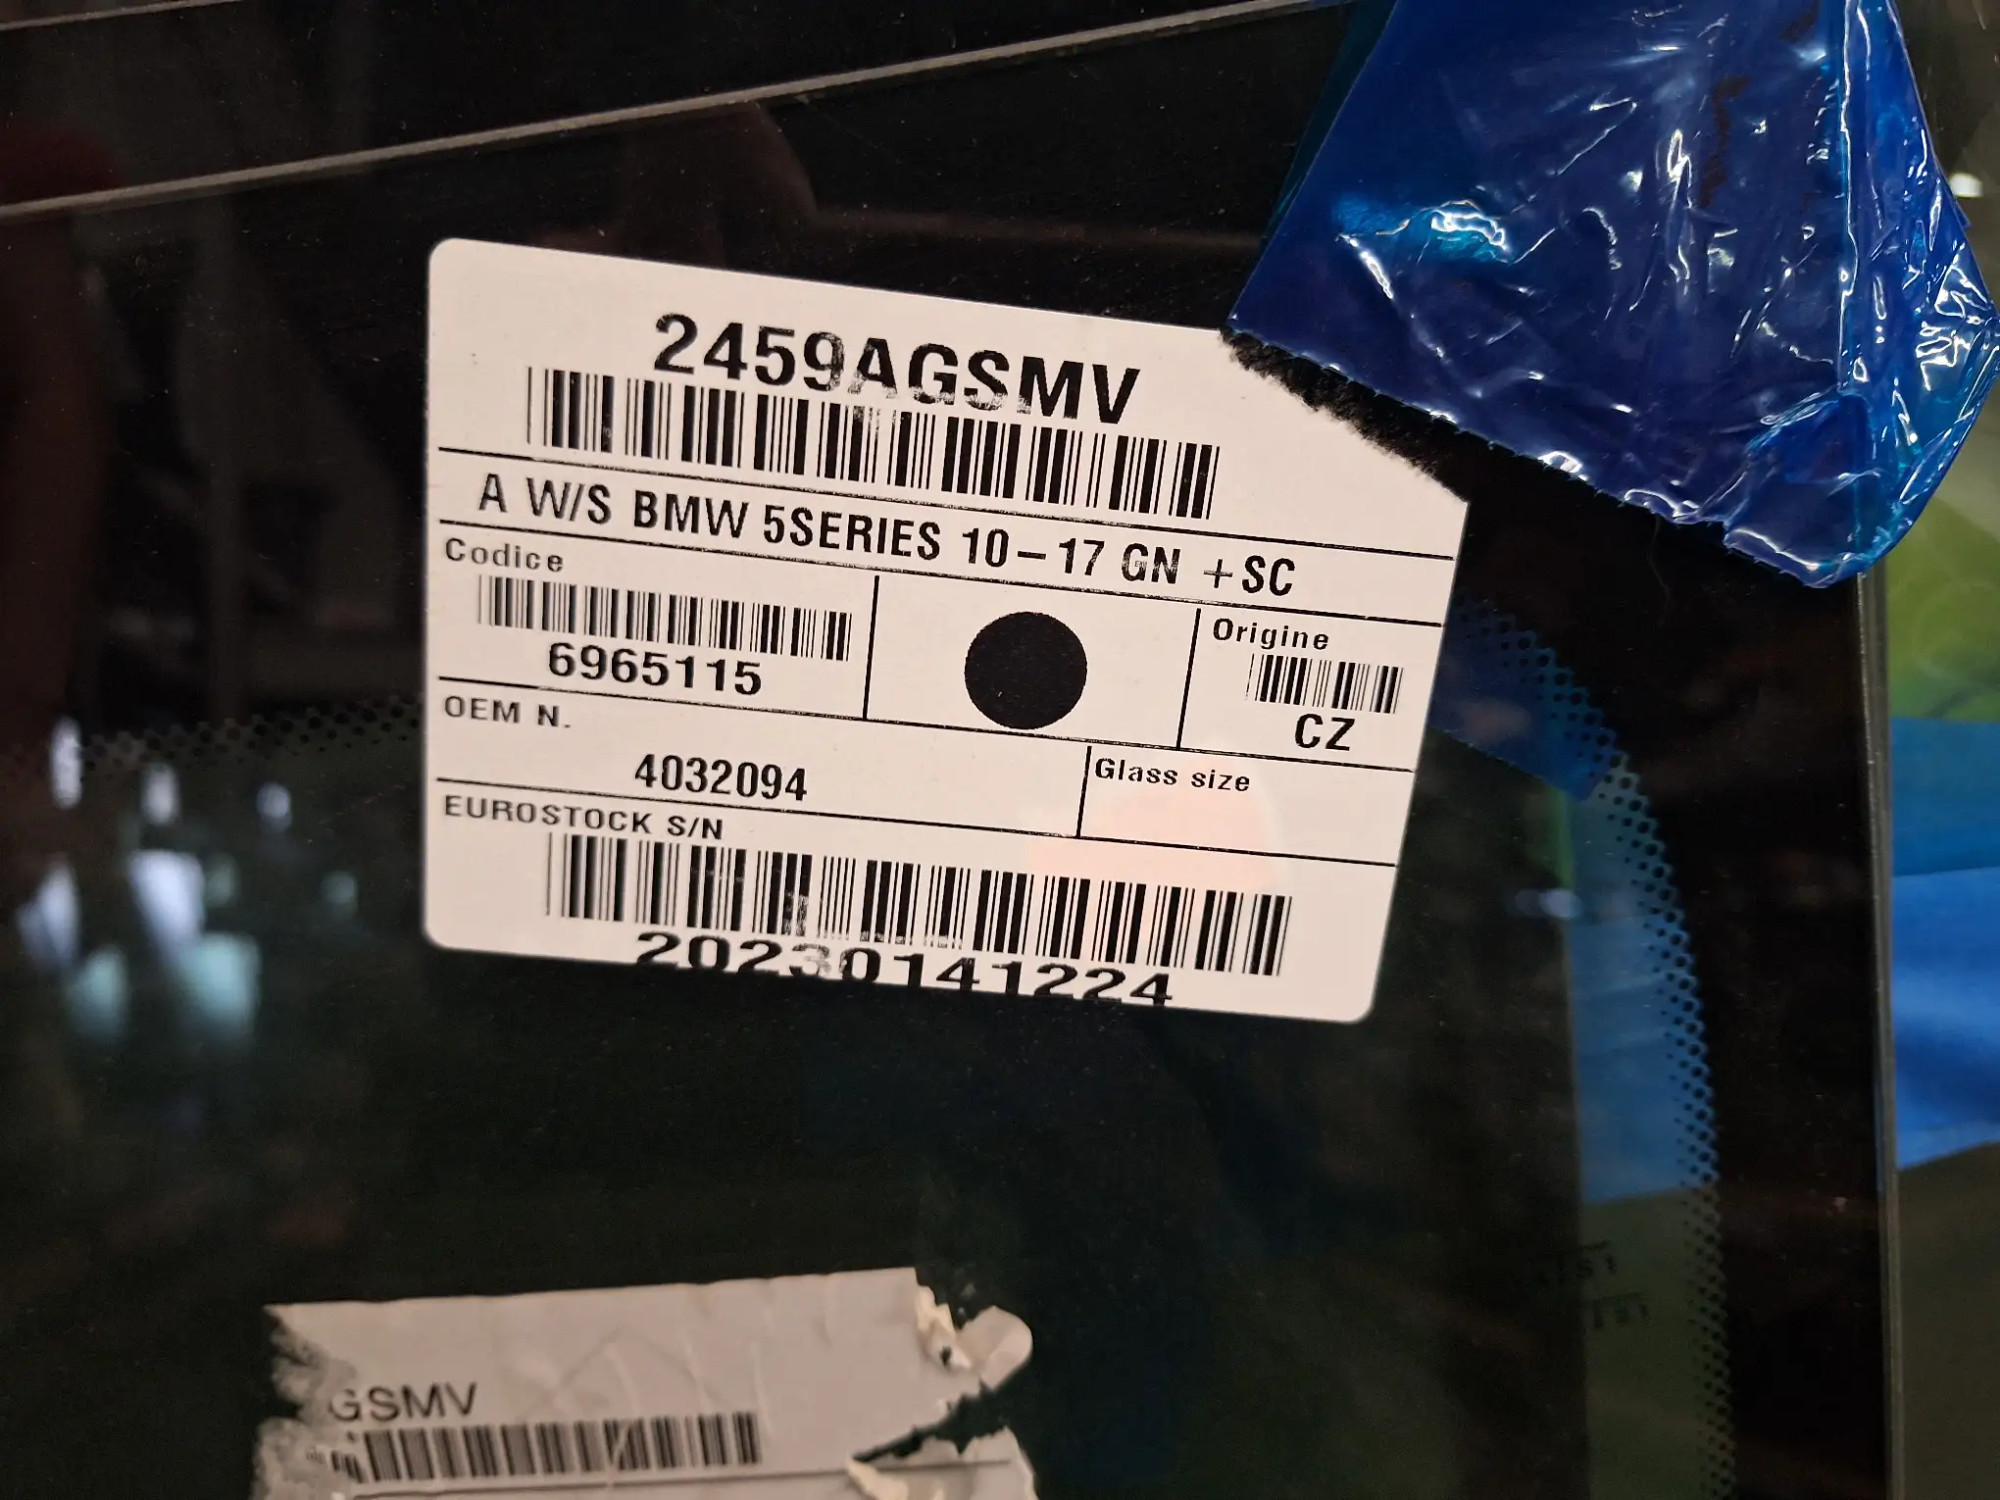 2459AGSMV
A W/S BMW 5SERIES 10-17 GN +SC
Codice
6965115
Origine
CZ
OEM N.
4032094
Glass size
EUROSTOCK S/N
20230141224
GSMV